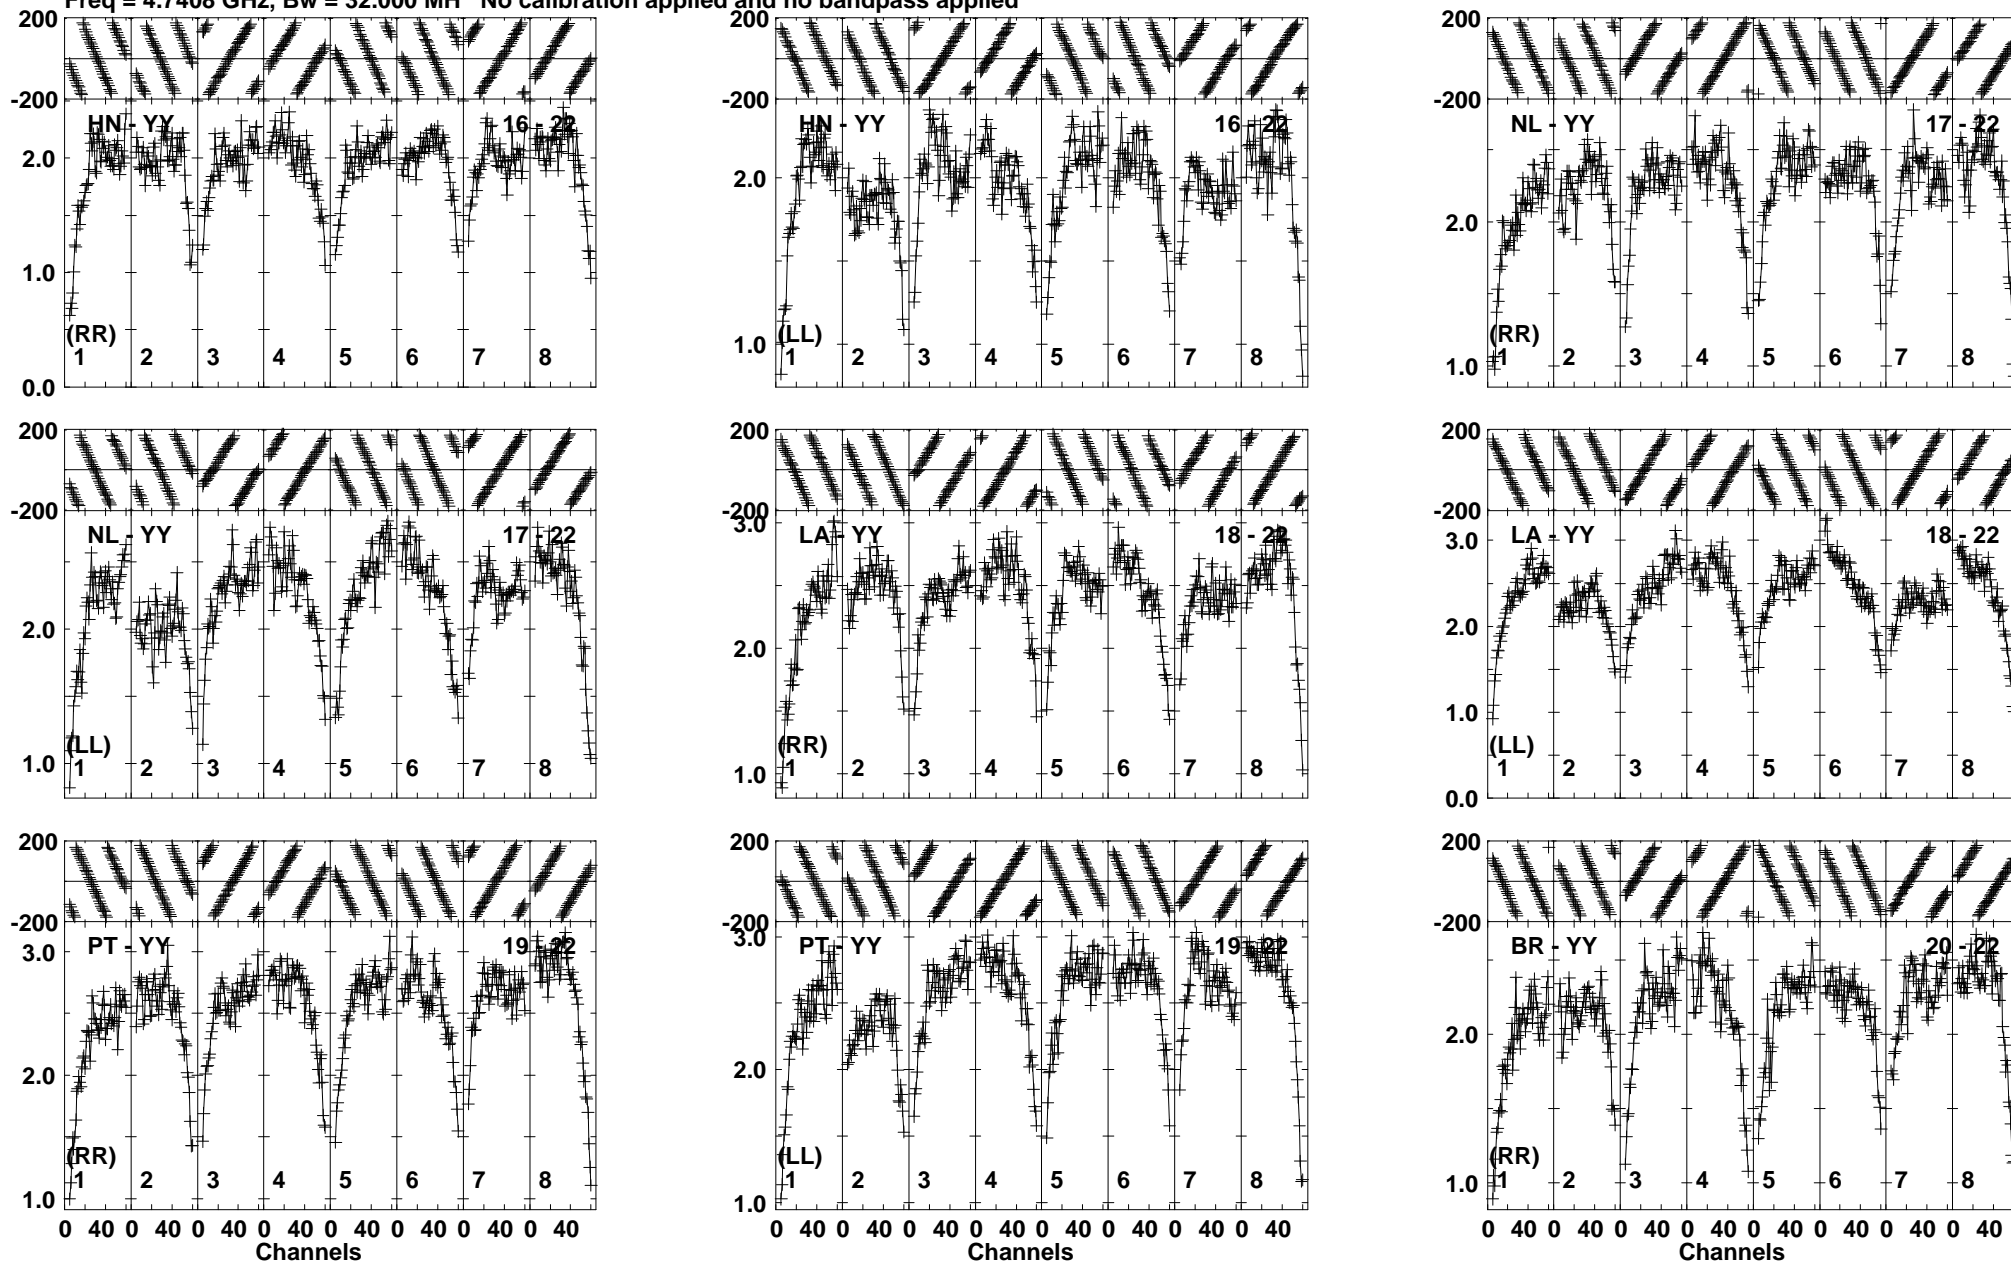 Freq = 4.7408 GHz, Bw = 32.000 MH No calibration applied and no bandpass applied
200 200 200
-200 -200 -200
HN - YY 16 - 22 HN - YY 16 - 22 NL - YY 17 - 22
2.0 2.0 2.0
1.0 1.0 1.0
0.0
(RR) (LL) (RR)
1 2 3 4 5 6 7 8 1 2 3 4 5 6 7 8 1 2 3 4 5 6 7 8
200 200 200
-200 -200 -200
NL - YY 17 - 22 LA - YY 18 - 22 LA - YY 18 - 22
3.0 3.0
2.0 2.0 2.0
1.0 1.0 1.0
0.0
(LL) (RR) (LL)
1 2 3 4 5 6 7 8 1 2 3 4 5 6 7 8 1 2 3 4 5 6 7 8
200 200 200
-200 -200 -200
PT - YY 19 - 22 PT - YY 19 - 22 BR - YY 20 - 22
3.0 3.0
2.0 2.0 2.0
1.0 1.0 1.0
(RR) (LL) (RR)
1 2 3 4 5 6 7 8 1 2 3 4 5 6 7 8 1 2 3 4 5 6 7 8
0 40 0 40 0 40 0 40 0 40 0 40 0 40 0 40 0 40 0 40 0 40 0 40 0 40 0 40 0 40 0 40 0 40 0 40 0 40 0 40 0 40 0 40 0 40 0 40
Channels Channels Channels